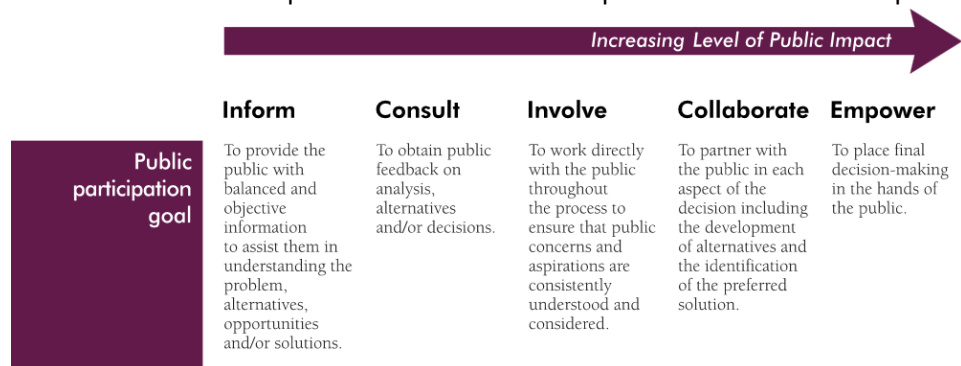 Increasing Level of Public Impact
Inform
Consult
Involve
Collaborate
Empower
Public
participation
goal
To provide the
public with
balanced and
objective
information
to assist them in
understanding the
problem,
alternatives,
opportunities
and/or solutions.
To obtain public
feedback on
analysis,
alternatives
and/or decisions.
To work directly
with the public
throughout
the process to
ensure that public
concerns and
aspirations are
consistently
understood and
considered.
To partner with
the public in each
aspect of the
decision including
the development
of alternatives and
the identification
of the preferred
solution.
To place final
decision-making
in the hands of
the public.